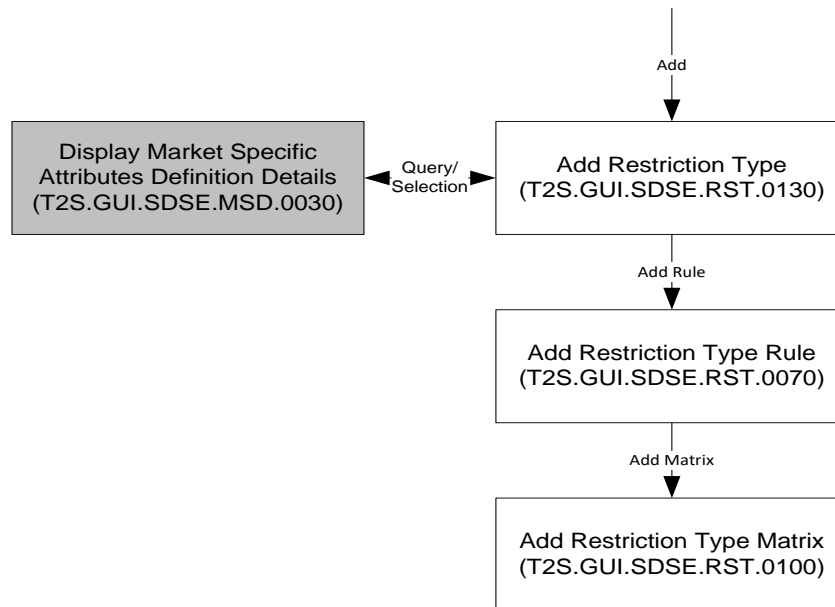 Add
Display Market Specific
Attributes Definition Details
(T2S.GUI.SDSE.MSD.0030)
Query/
Selection
Add Restriction Type
(T2S.GUI.SDSE.RST.0130)
Add Rule
Add Restriction Type Rule
(T2S.GUI.SDSE.RST.0070)
Add Matrix
Add Restriction Type Matrix
(T2S.GUI.SDSE.RST.0100)